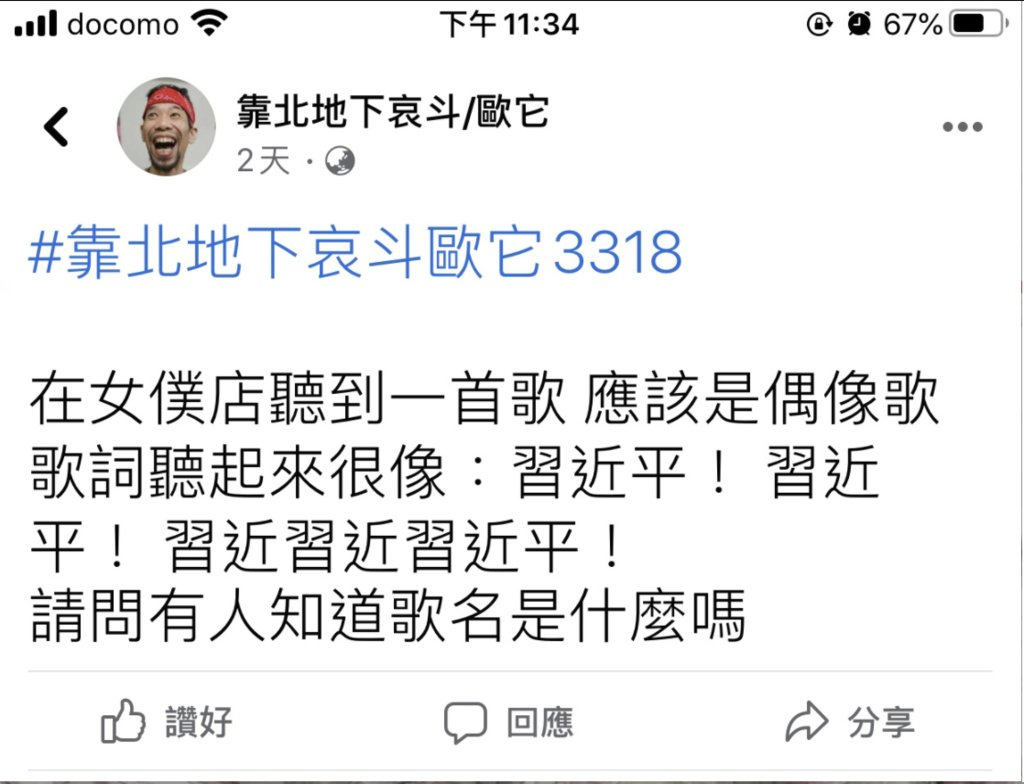 docomo 下午 11:34 67%
靠北地下哀斗/歐它
2天 ·
#靠北地下哀斗歐它3318
在女僕店聽到一首歌 應該是偶像歌
歌詞聽起來很像：習近平！ 習近
平！ 習近習近習近平！
請問有人知道歌名是什麼嗎
讚好 回應 分享